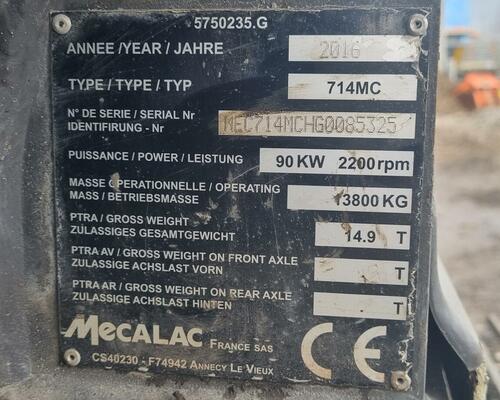 5750235.G
ANNEE /YEAR / JAHRE 2016
TYPE / TYPE / TYP 714MC
N° DE SERIE / SERIAL Nr
IDENTIFIRUNG - Nr MEC714MCHG0085325
PUISSANCE / POWER / LEISTUNG 90 KW 2200rpm
MASSE OPERATIONNELLE / OPERATING
MASS / BETRIEBSMASSE 13800 KG
PTRA / GROSS WEIGHT
ZULASSIGES GESAMTGEWICHT 14.9 T
PTRA AV / GROSS WEIGHT ON FRONT AXLE
ZULASSIGE ACHSLAST VORN T
PTRA AR / GROSS WEIGHT ON REAR AXLE
ZULASSIGE ACHSLAST HINTEN T
MECALAC FRANCE SAS CE
CS40230 - F74942 ANNECY LE VIEUX